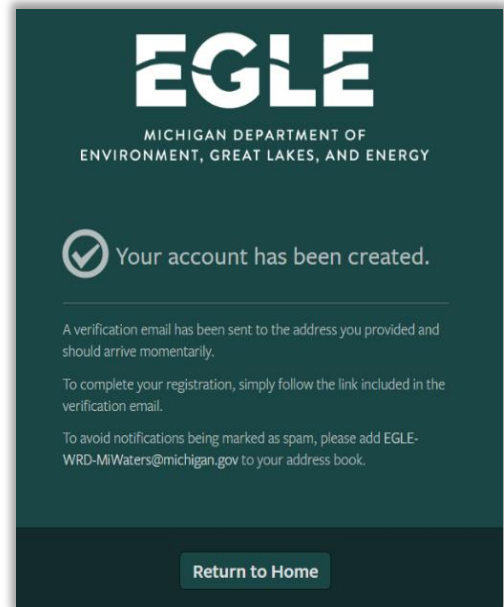 EGLE
MICHIGAN DEPARTMENT OF
ENVIRONMENT, GREAT LAKES, AND ENERGY
Your account has been created.
A verification email has been sent to the address you provided and
should arrive momentarily.
To complete your registration, simply follow the link included in the
verification email.
To avoid notifications being marked as spam, please add EGLE-
WRD-MiWaters@michigan.gov to your address book.
Return to Home